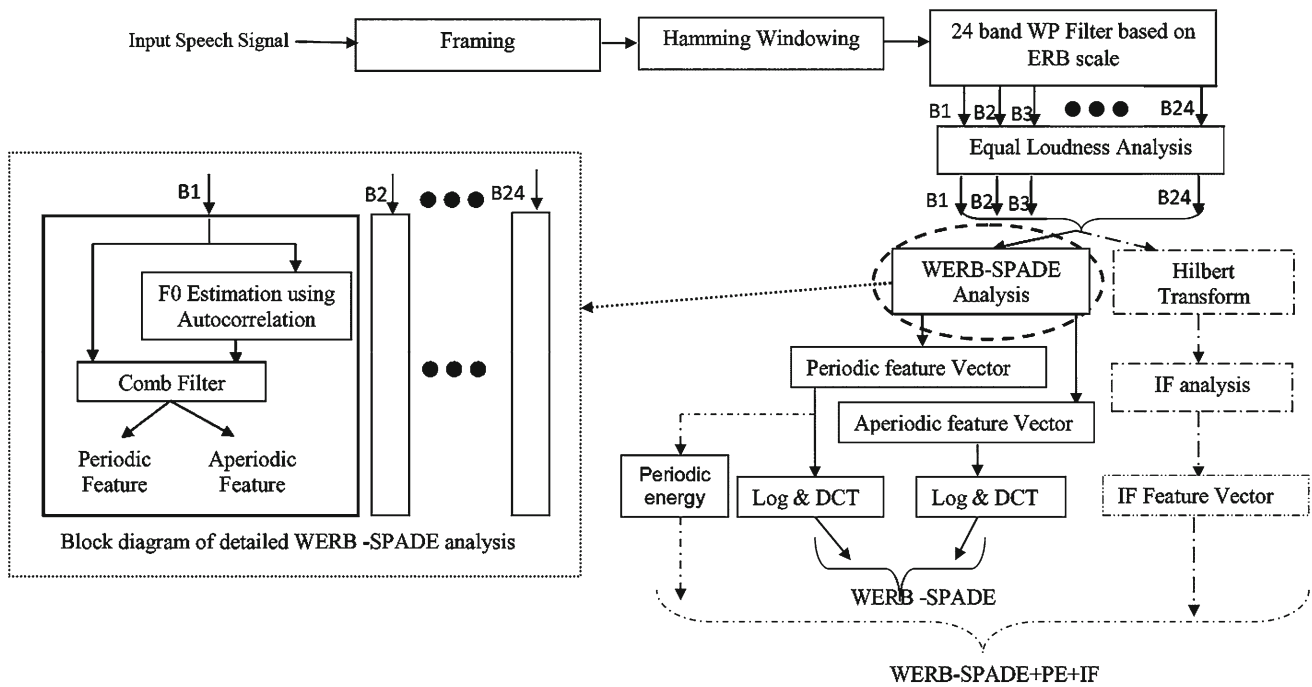 Input Speech Signal
Framing
Hamming Windowing
24 band WP Filter based on
ERB scale
B1 B2 B3 B24
Equal Loudness Analysis
B1 B2 B3 B24
B1 B2 B24
F0 Estimation using
Autocorrelation
Comb Filter
Periodic
Feature
Aperiodic
Feature
Block diagram of detailed WERB -SPADE analysis
WERB-SPADE
Analysis
Hilbert
Transform
Periodic feature Vector
IF analysis
Aperiodic feature Vector
Periodic
energy
Log & DCT
Log & DCT
IF Feature Vector
WERB -SPADE
WERB-SPADE+PE+IF